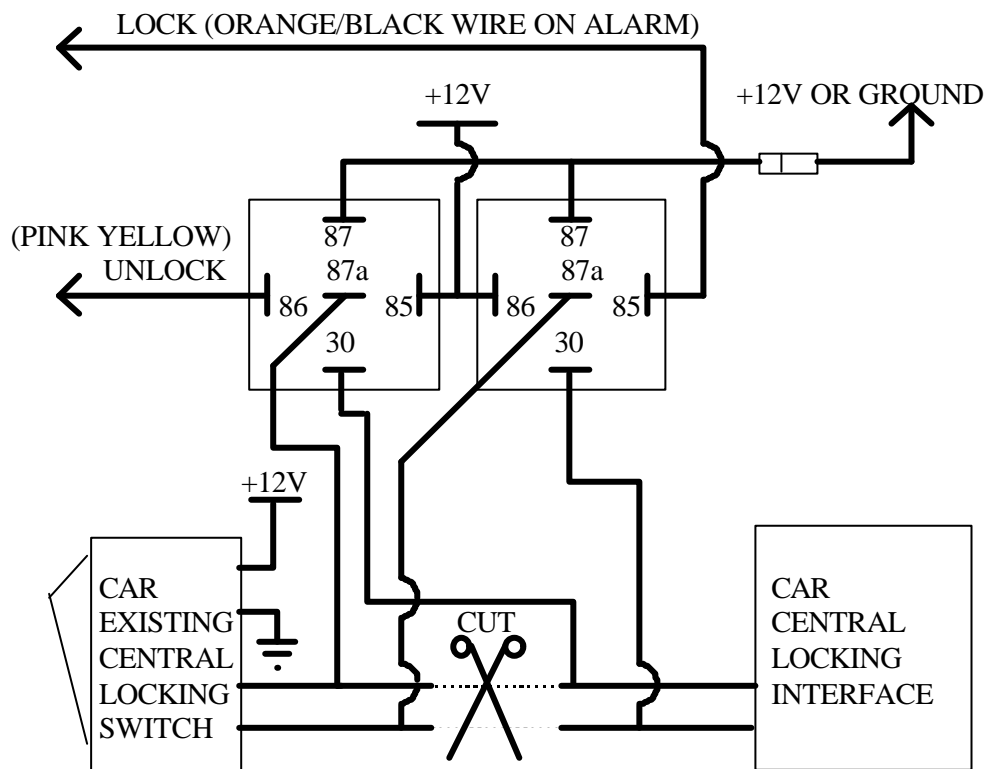 LOCK (ORANGE/BLACK WIRE ON ALARM)
+12V
+12V OR GROUND
(PINK YELLOW)
UNLOCK
87
87a
86
85
30
87
87a
86
85
30
+12V
CAR
EXISTING
CENTRAL
LOCKING
SWITCH
CUT
CAR
CENTRAL
LOCKING
INTERFACE